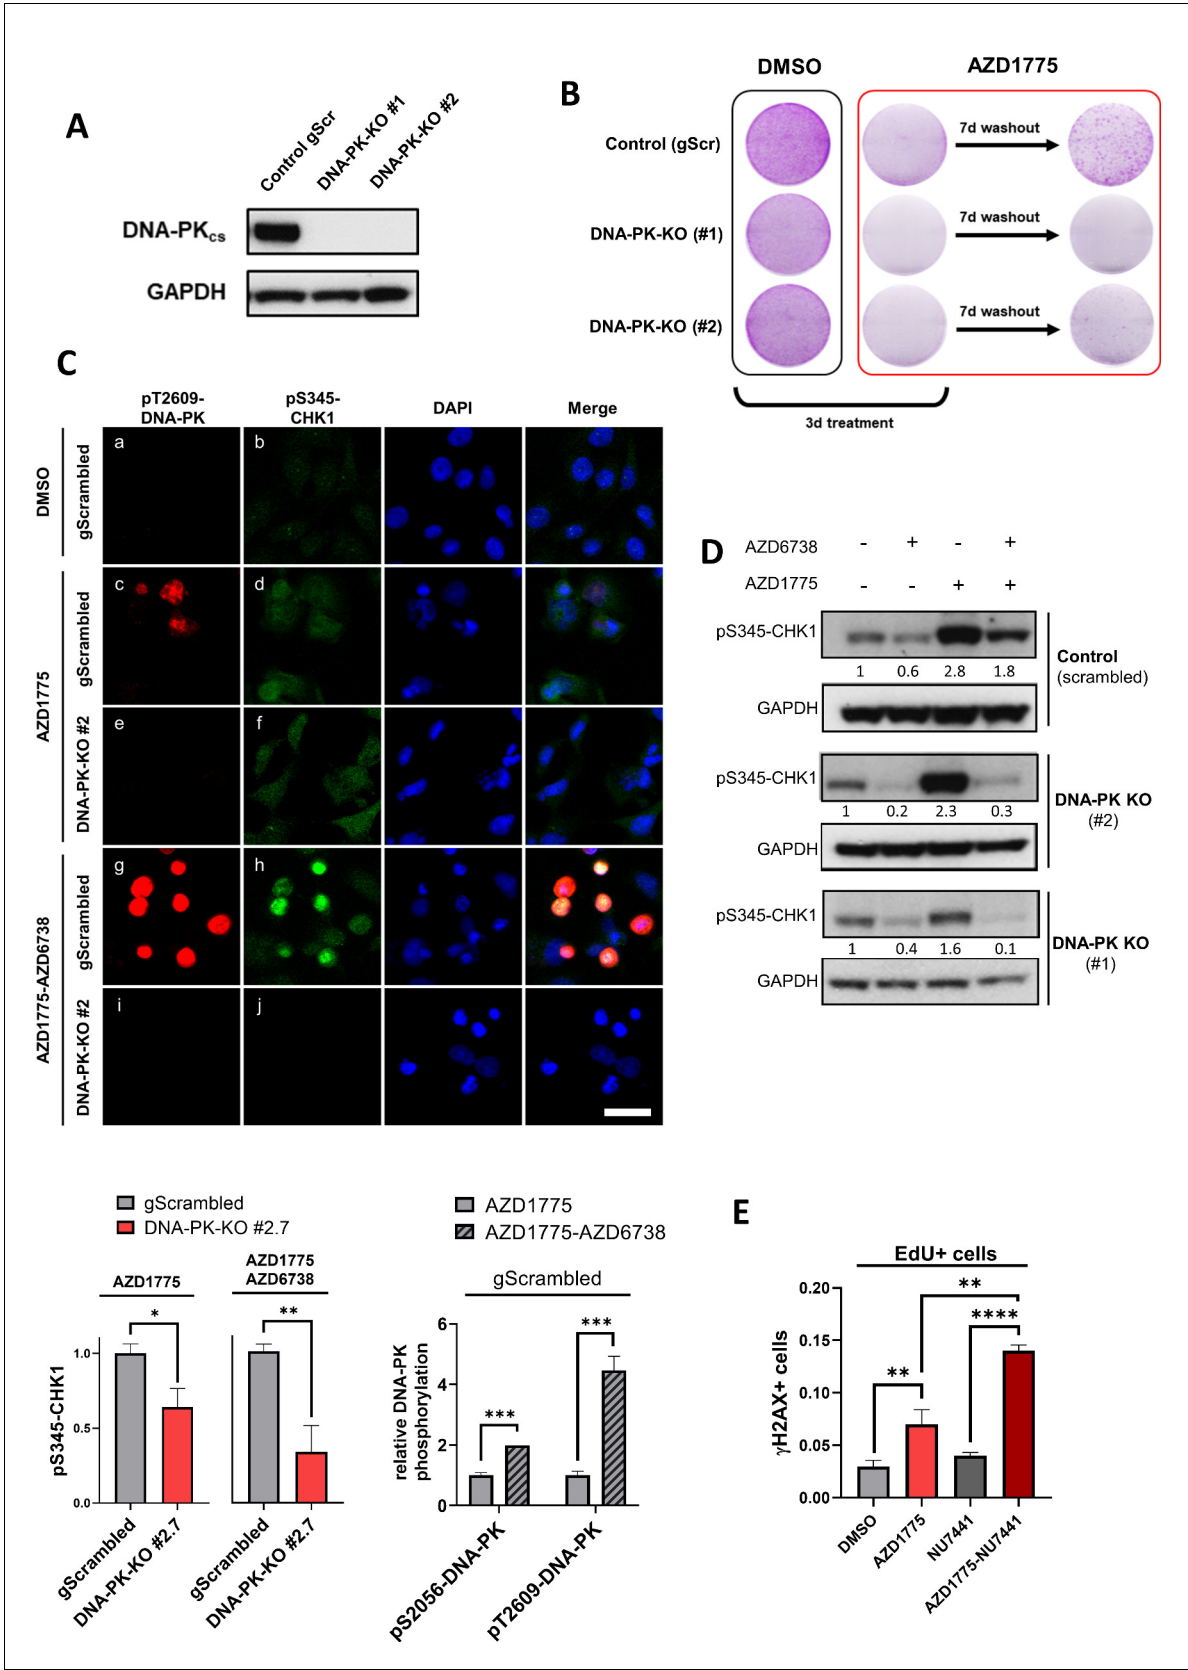 A
Control gScr
DNA-PK-KO #1
DNA-PK-KO #2
DNA-PKcs
GAPDH
B
DMSO
AZD1775
Control (gScr)
7d washout
DNA-PK-KO (#1)
7d washout
DNA-PK-KO (#2)
7d washout
3d treatment
C
pT2609-
DNA-PK
pS345-
CHK1
DAPI
Merge
DMSO
gScrambled
a
b
AZD1775
gScrambled
c
d
DNA-PK-KO #2
e
f
AZD1775-AZD6738
gScrambled
g
h
DNA-PK-KO #2
i
j
gScrambled
DNA-PK-KO #2.7
AZD1775
AZD1775
AZD6738
*
**
pS345-CHK1
1.0
0.5
0.0
gScrambled
DNA-PK-KO #2.7
gScrambled
DNA-PK-KO #2.7
AZD1775
AZD1775-AZD6738
gScrambled
relative DNA-PK
phosphorylation
6
4
2
0
***
***
pS2056-DNA-PK
pT2609-DNA-PK
D
AZD6738 - + - +
AZD1775 - - + +
pS345-CHK1
1 0.6 2.8 1.8
GAPDH
Control
(scrambled)
pS345-CHK1
1 0.2 2.3 0.3
GAPDH
DNA-PK KO
(#2)
pS345-CHK1
1 0.4 1.6 0.1
GAPDH
DNA-PK KO
(#1)
E
EdU+ cells
γH2AX+ cells
0.20
0.15
0.10
0.05
0.00
**
**
****
DMSO
AZD1775
NU7441
AZD1775-NU7441